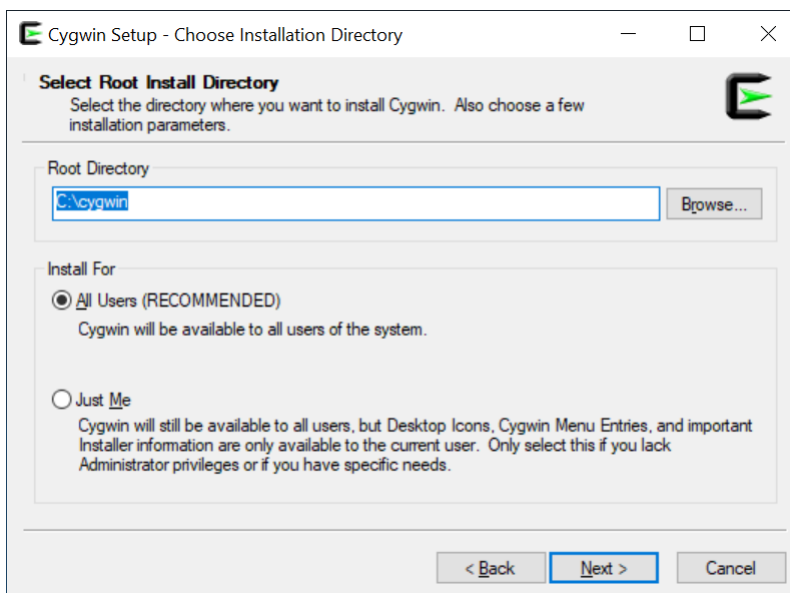 Cygwin Setup - Choose Installation Directory
Select Root Install Directory
Select the directory where you want to install Cygwin.  Also choose a few
installation parameters.
Root Directory
C:\cygwin
Browse...
Install For
All Users (RECOMMENDED)
Cygwin will be available to all users of the system.
Just Me
Cygwin will still be available to all users, but Desktop Icons, Cygwin Menu Entries, and important
Installer information are only available to the current user.  Only select this if you lack
Administrator privileges or if you have specific needs.
< Back
Next >
Cancel